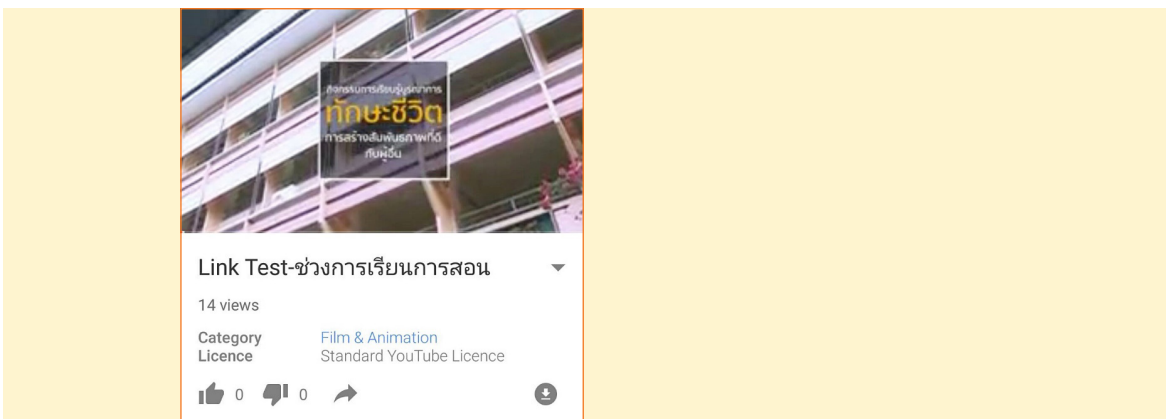 กิจกรรมการเรียนรู้บูรณาการ
ทักษะชีวิต
การสร้างสัมพันธภาพที่ดี
กับผู้อื่น
Link Test-ช่วงการเรียนการสอน
14 views
Category Film & Animation
Licence Standard YouTube Licence
0 0